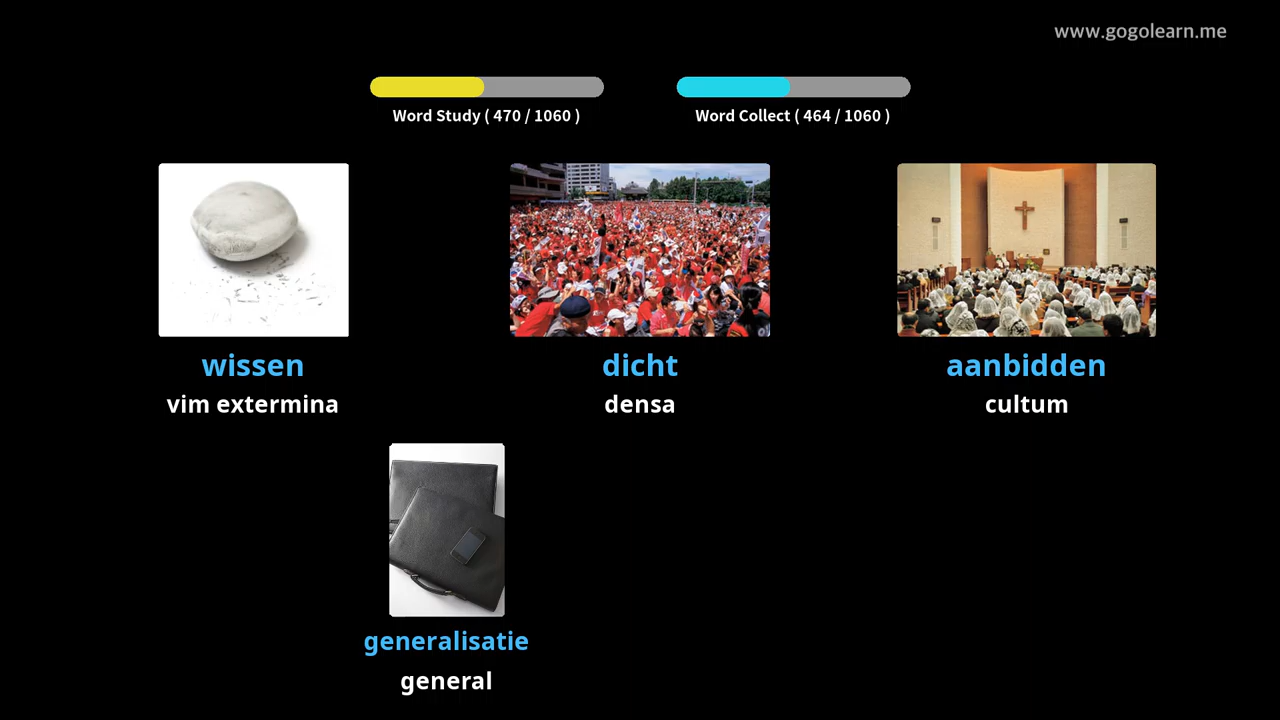 www.gogolearn.me
Word Study ( 470 / 1060 )
Word Collect ( 464 / 1060 )
wissen
vim extermina
dicht
densa
aanbidden
cultum
generalisatie
general